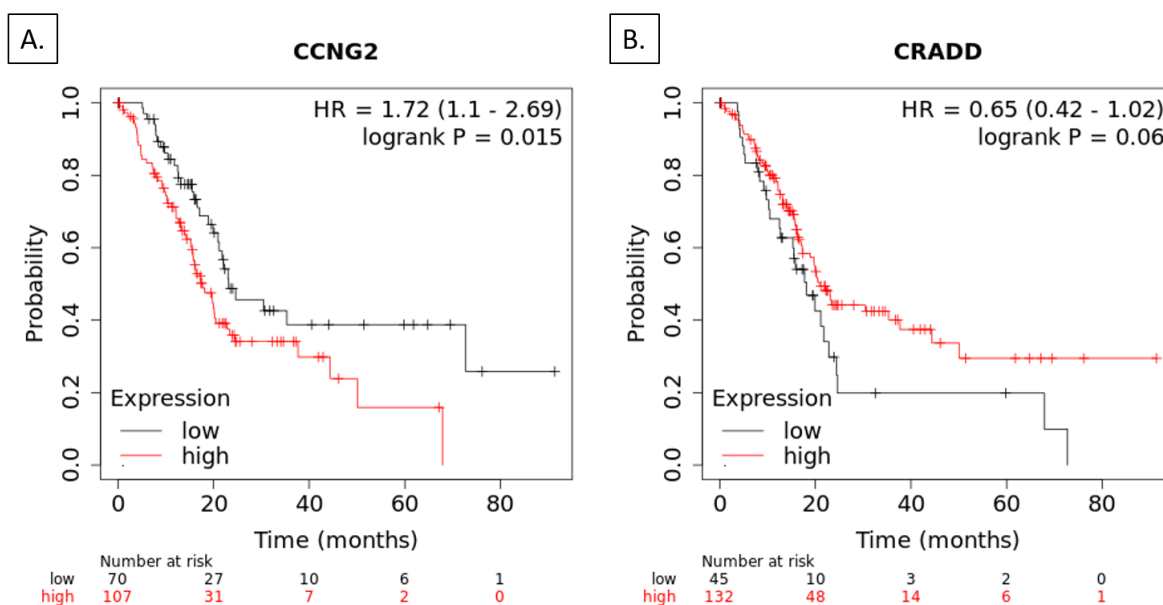 A.
CCNG2
HR = 1.72 (1.1 - 2.69)
logrank P = 0.015
Probability
1.0
0.8
0.6
0.4
0.2
0.0
Expression
low
high
0 20 40 60 80
Time (months)
Number at risk
low 70 27 10 6 1
high 107 31 7 2 0
B.
CRADD
HR = 0.65 (0.42 - 1.02)
logrank P = 0.06
Probability
1.0
0.8
0.6
0.4
0.2
0.0
Expression
low
high
0 20 40 60 80
Time (months)
Number at risk
low 45 10 3 2 0
high 132 48 14 6 1